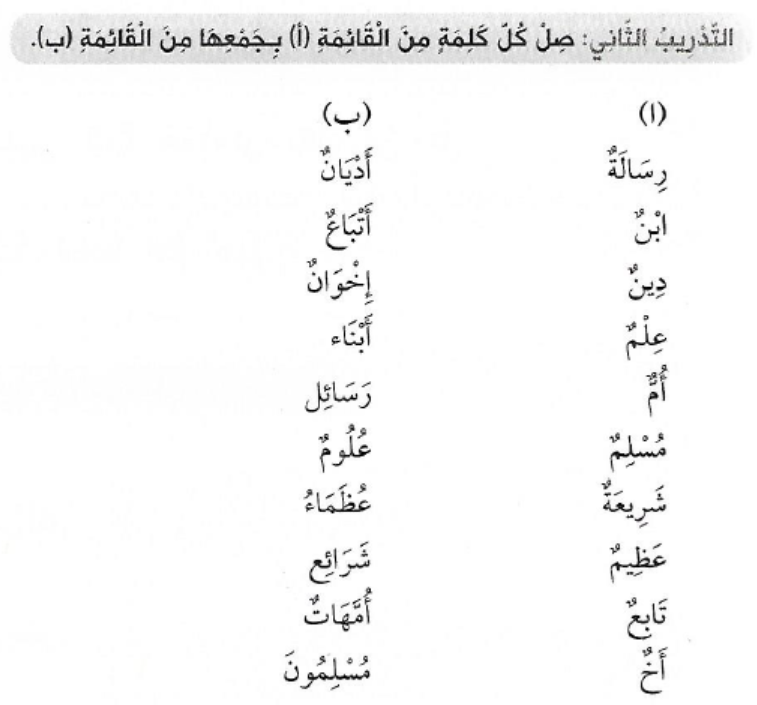 التَّدْرِيبُ الثَّانِي: صِلْ كُلَّ كَلِمَةٍ مِنَ الْقَائِمَةِ (أ) بِجَمْعِهَا مِنَ الْقَائِمَةِ (ب).
(ا) (ب)
رِسَالَةٌ أَدْيَانٌ
ابْنٌ أَتْبَاعٌ
دِينٌ إِخْوَانٌ
عِلْمٌ أَبْنَاء
أُمٌّ رَسَائِل
مُسْلِمٌ عُلُومٌ
شَرِيعَةٌ عُظَمَاءُ
عَظِيمٌ شَرَائِع
تَابِعٌ أُمَّهَاتٌ
أَخٌ مُسْلِمُونَ